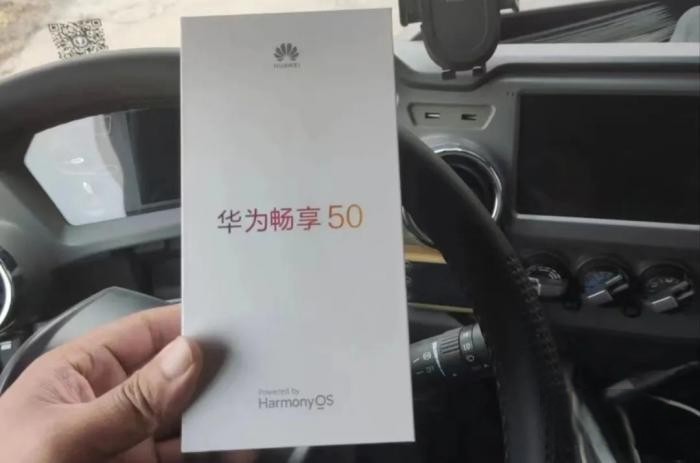 HUAWEI
华为畅享 50
Powered by
HarmonyOS